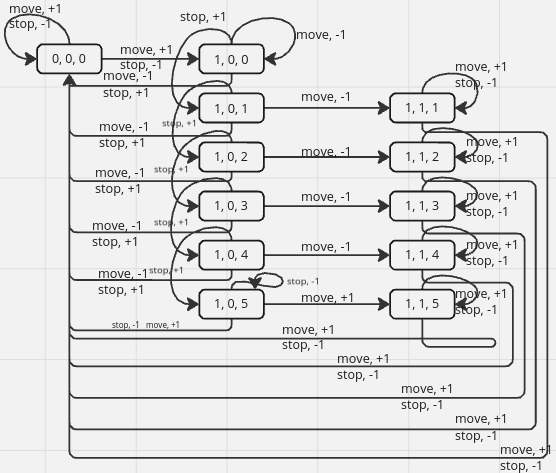 move, +1
stop, -1
stop, +1
move, -1
0, 0, 0
move, +1
stop, -1
1, 0, 0
move, -1
stop, +1
move, +1
stop, -1
1, 0, 1
move, -1
1, 1, 1
stop, +1
move, -1
stop, +1
1, 0, 2
move, -1
1, 1, 2
move, +1
stop, -1
stop, +1
move, -1
stop, +1
1, 0, 3
move, -1
1, 1, 3
move, +1
stop, -1
stop, +1
move, -1
stop, +1
1, 0, 4
move, -1
1, 1, 4
move, +1
stop, -1
move, -1
stop, +1
stop, +1
stop, -1
1, 0, 5
move, +1
1, 1, 5
move, +1
stop, -1
stop, -1 move, +1
move, +1
stop, -1
move, +1
stop, -1
move, +1
stop, -1
move, +1
stop, -1
move, +1
stop, -1